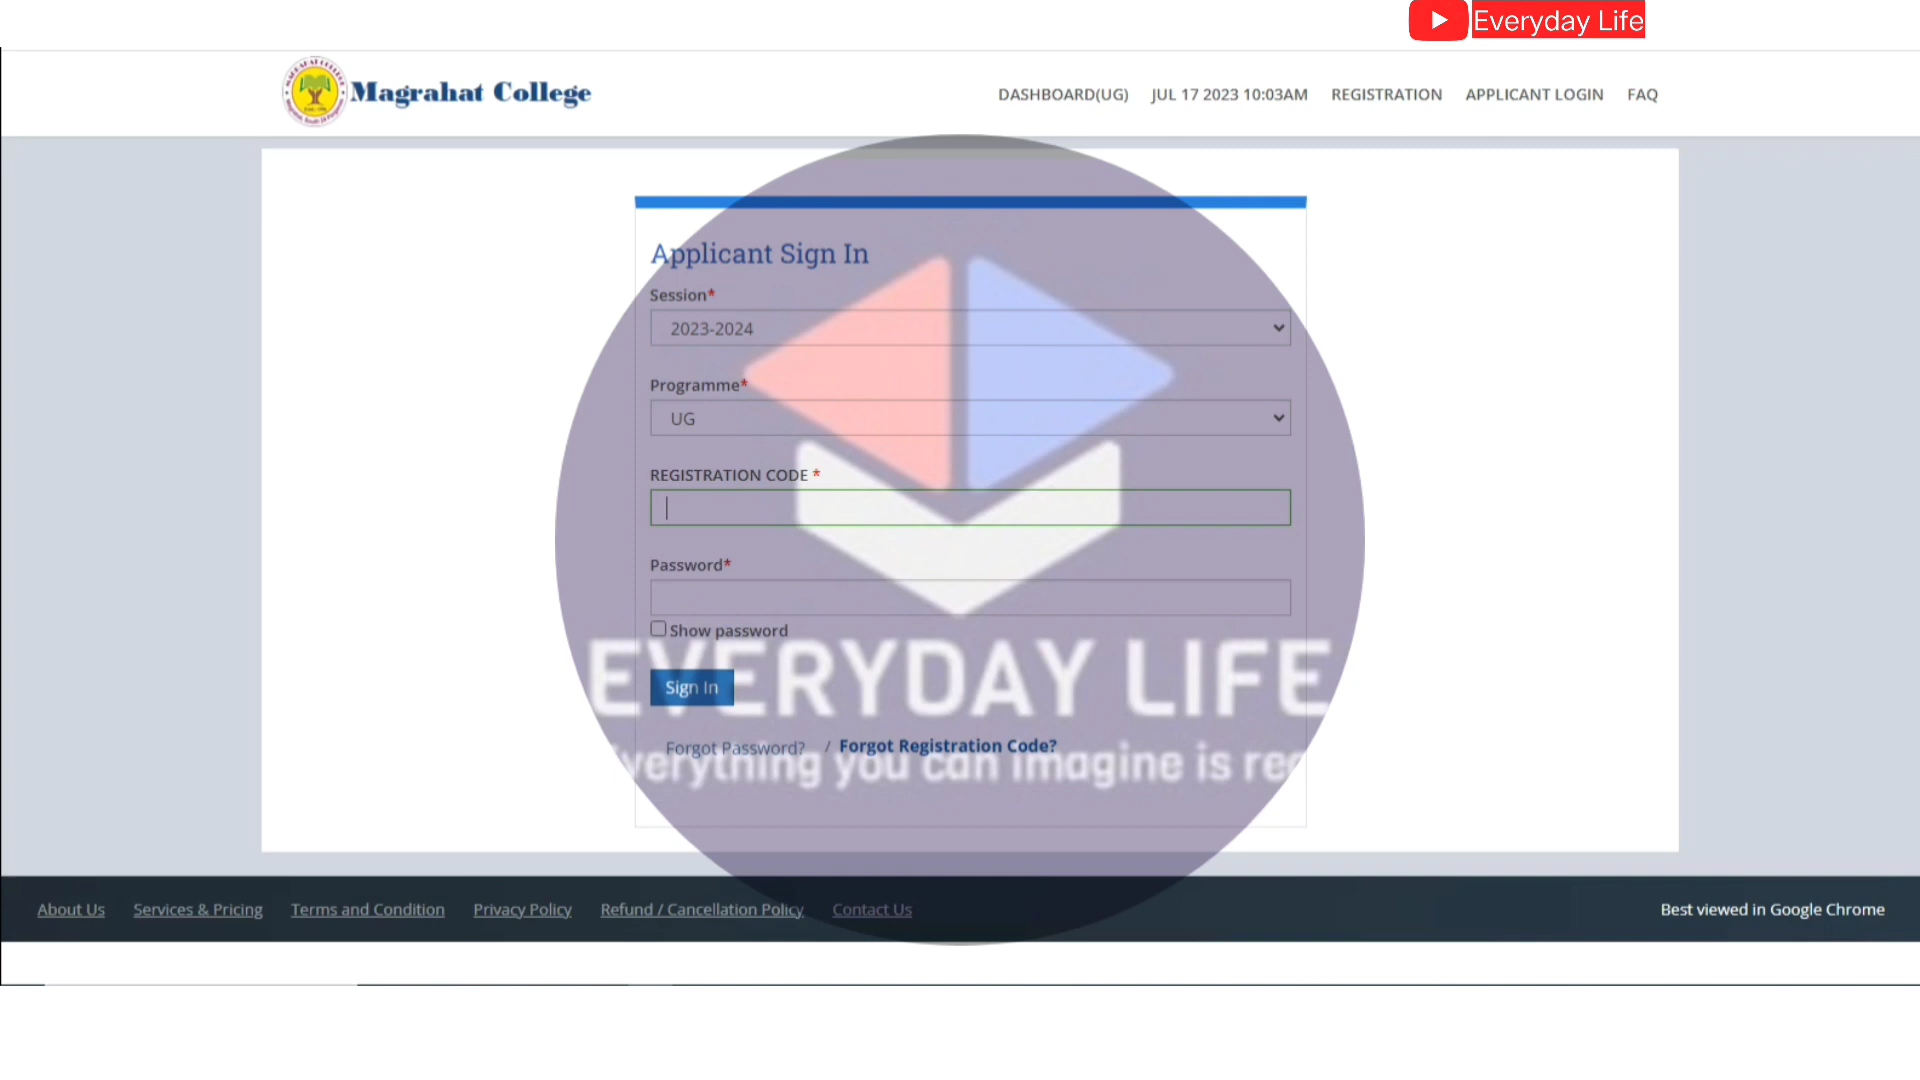 Everyday Life
Magrahat College
DASHBOARD(UG) JUL 17 2023 10:03AM REGISTRATION APPLICANT LOGIN FAQ
Applicant Sign In
Session*
2023-2024
Programme*
UG
REGISTRATION CODE *
Password*
Show password
EVERYDAY LIFE
Sign In
Forgot Password? / Forgot Registration Code?
you can imagine is
About Us Services & Pricing Terms and Condition Privacy Policy Refund / Cancellation Policy Contact Us Best viewed in Google Chrome